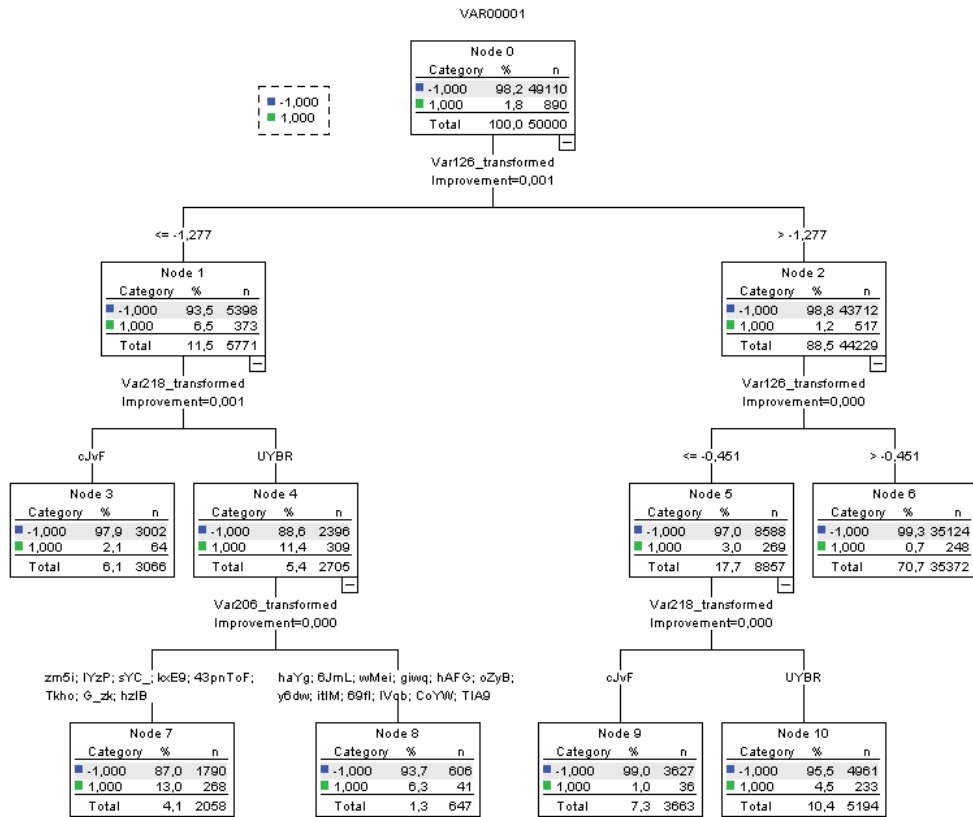 VAR00001
Node 0
Category % n
-1,000 98,2 49110
1,000 1,8 890
Total 100,0 50000
-1,000
1,000
Var126_transformed
Improvement=0,001
<= -1,277
> -1,277
Node 1
Category % n
-1,000 93,5 5398
1,000 6,5 373
Total 11,5 5771
Node 2
Category % n
-1,000 98,8 43712
1,000 1,2 517
Total 88,5 44229
Var218_transformed
Improvement=0,001
Var126_transformed
Improvement=0,000
cJvF
UYBR
<= -0,451
> -0,451
Node 3
Category % n
-1,000 97,9 3002
1,000 2,1 64
Total 6,1 3066
Node 4
Category % n
-1,000 88,6 2396
1,000 11,4 309
Total 5,4 2705
Node 5
Category % n
-1,000 97,0 8588
1,000 3,0 269
Total 17,7 8857
Node 6
Category % n
-1,000 99,3 35124
1,000 0,7 248
Total 70,7 35372
Var206_transformed
Improvement=0,000
Var218_transformed
Improvement=0,000
zm5i; IYzP; sYC_; kxE9; 43pnToF;
Tkho; G_zk; hzlB
haYg; 6JmL; wMei; giwq; hAFG; oZyB;
y6dw; itIM; 69fl; IVqb; CoYW; TIA9
cJvF
UYBR
Node 7
Category % n
-1,000 87,0 1790
1,000 13,0 268
Total 4,1 2058
Node 8
Category % n
-1,000 93,7 606
1,000 6,3 41
Total 1,3 647
Node 9
Category % n
-1,000 99,0 3627
1,000 1,0 36
Total 7,3 3663
Node 10
Category % n
-1,000 95,5 4961
1,000 4,5 233
Total 10,4 5194